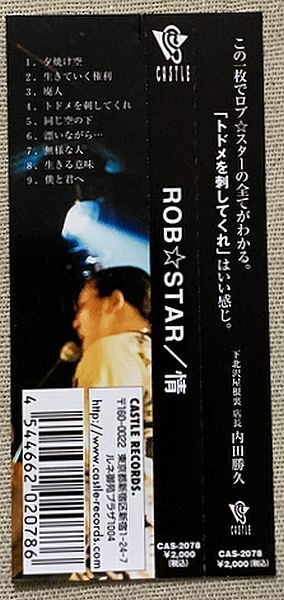 この一枚でロブ☆スターの全てがわかる。
「トドメを刺してくれ」はいい感じ。
下北沢屋根裏 店長 内田勝久
CASTLE
CAS-2078
¥2,000
(税込)
CASTLE
ROB☆STAR／情
CAS-2078
¥2,000
(税込)
1. 夕焼け空
2. 生きていく権利
3. 廃人
4. トドメを刺してくれ
5. 同じ空の下
6. 漂いながら…
7. 無様な人
8. 生きる意味
9. 僕と君へ
CASTLE RECORDS.
〒160-0022 東京都新宿区新宿1-24-7
ルネ御苑プラザ1004
http://www.castle-records.com/
4 544662 020786